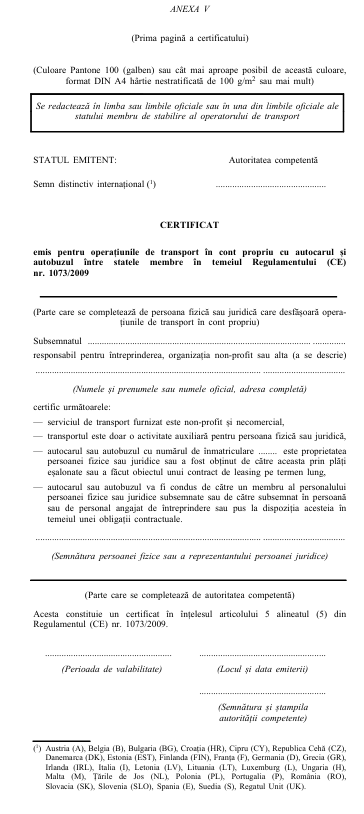 ANEXA V
(Prima pagină a certificatului)
(Culoare Pantone 100 (galben) sau cât mai aproape posibil de această culoare,
format DIN A4 hârtie nestratificată de 100 g/m² sau mai mult)
Se redactează în limba sau limbile oficiale sau în una din limbile oficiale ale
statului membru de stabilire al operatorului de transport
STATUL EMITENT: Autoritatea competentă
Semn distinctiv internațional (¹) ..............................................
CERTIFICAT
emis pentru operațiunile de transport în cont propriu cu autocarul și
autobuzul între statele membre în temeiul Regulamentului (CE)
nr. 1073/2009
(Parte care se completează de persoana fizică sau juridică care desfășoară opera-
țiunile de transport în cont propriu)
Subsemnatul ..............................................................................................
responsabil pentru întreprinderea, organizația non-profit sau alta (a se descrie)
................................................................................................................
(Numele și prenumele sau numele oficial, adresa completă)
certific următoarele:
— serviciul de transport furnizat este non-profit și necomercial,
— transportul este doar o activitate auxiliară pentru persoana fizică sau juridică,
— autocarul sau autobuzul cu numărul de înmatriculare ........ este proprietatea
persoanei fizice sau juridice sau a fost obținut de către aceasta prin plăți
eșalonate sau a făcut obiectul unui contract de leasing pe termen lung,
— autocarul sau autobuzul va fi condus de către un membru al personalului
persoanei fizice sau juridice subsemnate sau de către subsemnat în persoană
sau de personal angajat de întreprindere sau pus la dispoziția acesteia în
temeiul unei obligații contractuale.
................................................................................................................
(Semnătura persoanei fizice sau a reprezentantului persoanei juridice)
(Parte care se completează de autoritatea competentă)
Acesta constituie un certificat în înțelesul articolului 5 alineatul (5) din
Regulamentul (CE) nr. 1073/2009.
.................................................... ....................................................
(Perioada de valabilitate) (Locul și data emiterii)
....................................................
(Semnătura și ștampila
autorității competente)
(¹) Austria (A), Belgia (B), Bulgaria (BG), Croația (HR), Cipru (CY), Republica Cehă (CZ),
Danemarca (DK), Estonia (EST), Finlanda (FIN), Franța (F), Germania (D), Grecia (GR),
Irlanda (IRL), Italia (I), Letonia (LV), Lituania (LT), Luxemburg (L), Ungaria (H),
Malta (M), Țările de Jos (NL), Polonia (PL), Portugalia (P), România (RO),
Slovacia (SK), Slovenia (SLO), Spania (E), Suedia (S), Regatul Unit (UK).